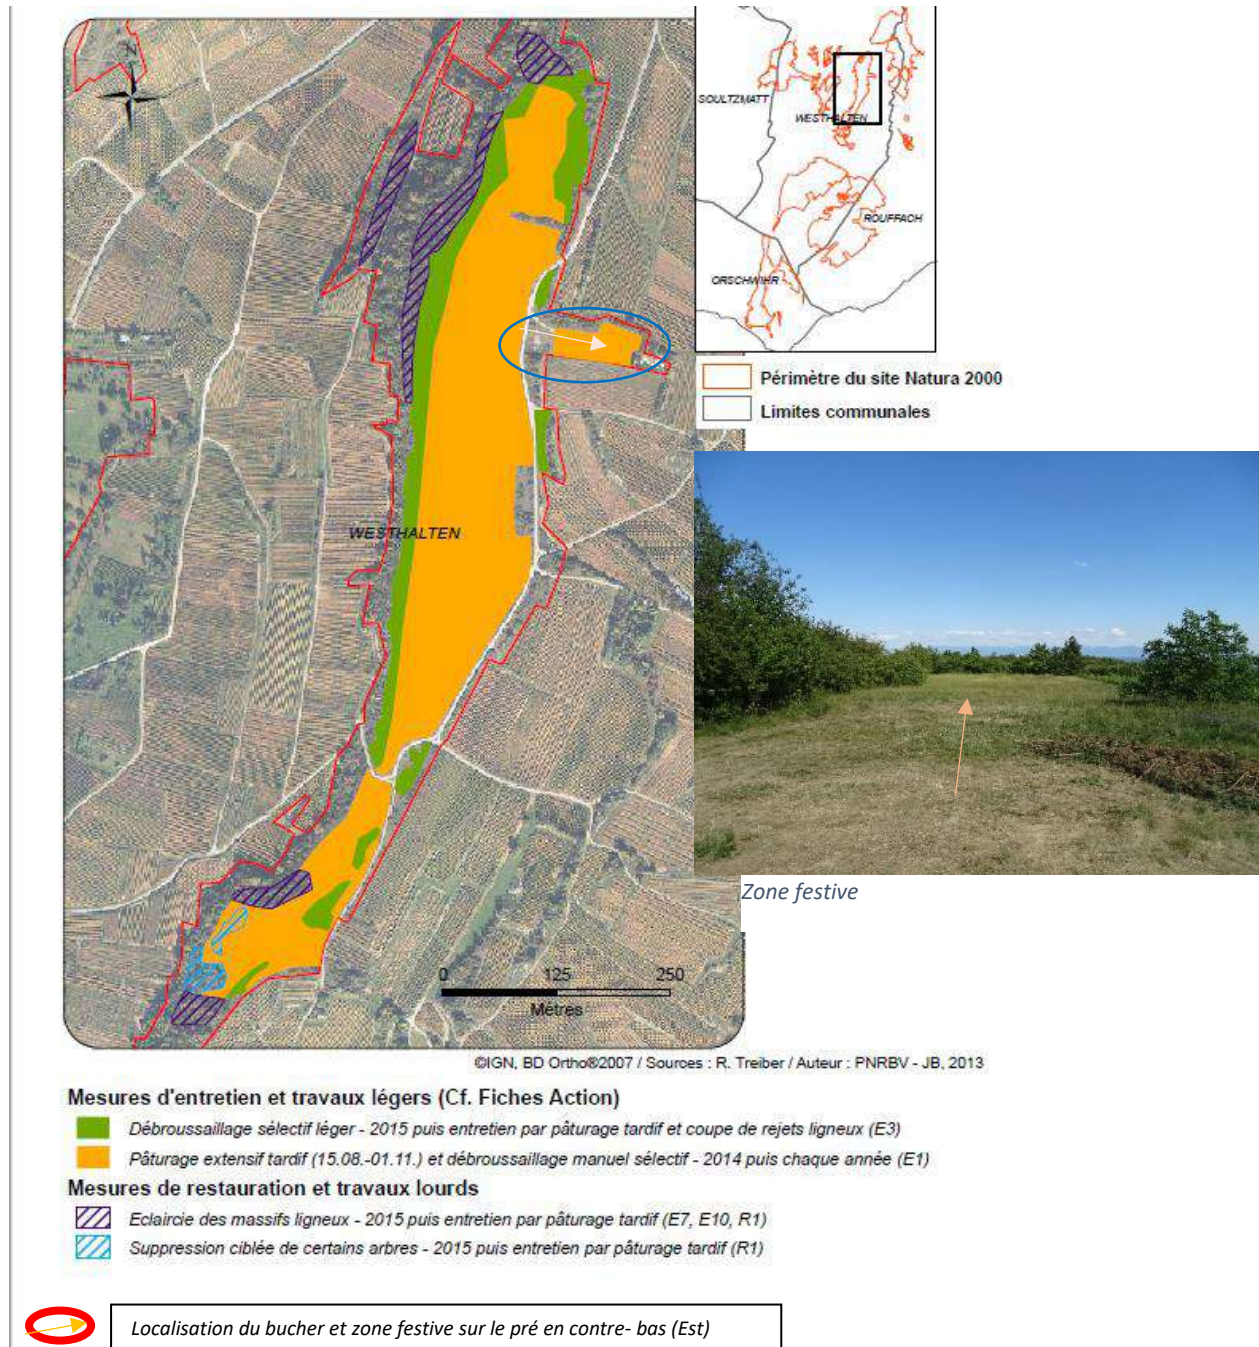 N
SOULTZMATT
WESTHALTEN
ROUFFACH
ORSCHWIHR
Périmètre du site Natura 2000
Limites communales
WESTHALTEN
Zone festive
0 125 250
Mètres
©IGN, BD Ortho®2007 / Sources : R. Treiber / Auteur : PNRBV - JB, 2013
Mesures d'entretien et travaux légers (Cf. Fiches Action)
Débroussaillage sélectif léger - 2015 puis entretien par pâturage tardif et coupe de rejets ligneux (E3)
Pâturage extensif tardif (15.08.-01.11.) et débroussaillage manuel sélectif - 2014 puis chaque année (E1)
Mesures de restauration et travaux lourds
Eclaircie des massifs ligneux - 2015 puis entretien par pâturage tardif (E7, E10, R1)
Suppression ciblée de certains arbres - 2015 puis entretien par pâturage tardif (R1)
Localisation du bucher et zone festive sur le pré en contre- bas (Est)